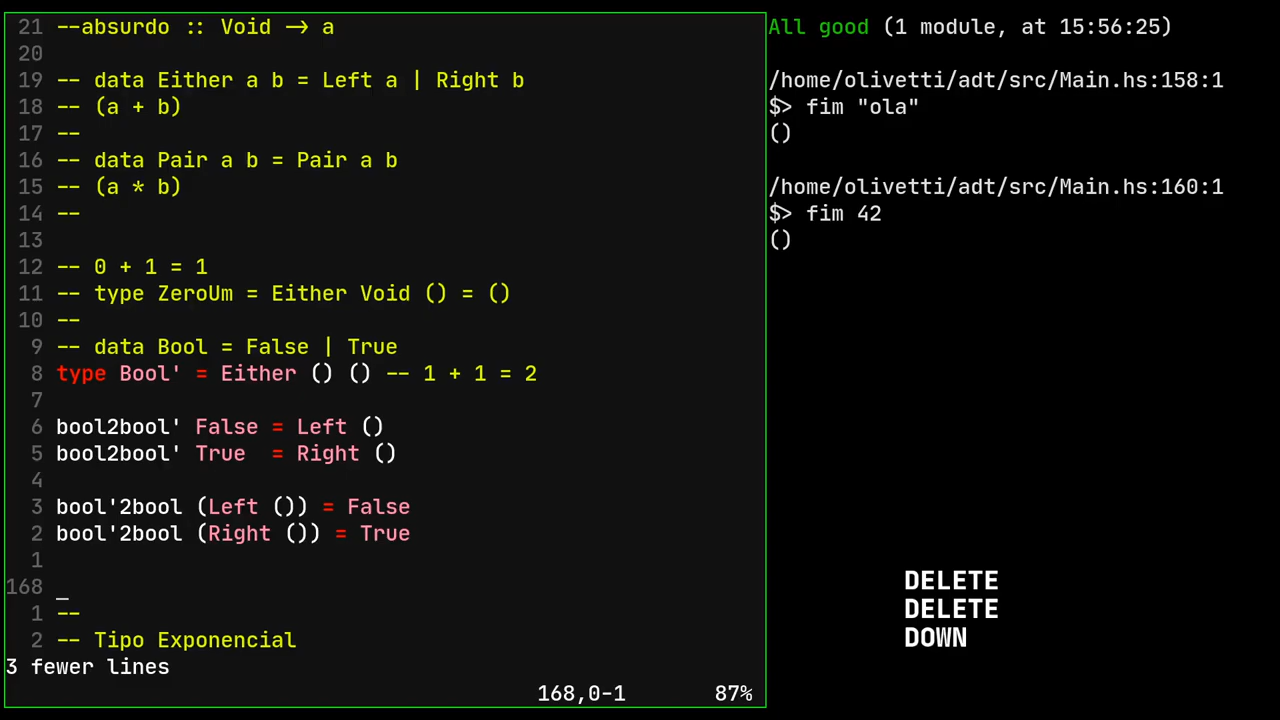 21 --absurdo :: Void -> a
20
19 -- data Either a b = Left a | Right b
18 -- (a + b)
17 --
16 -- data Pair a b = Pair a b
15 -- (a * b)
14 --
13
12 -- 0 + 1 = 1
11 -- type ZeroUm = Either Void () = ()
10 --
9 -- data Bool = False | True
8 type Bool' = Either () () -- 1 + 1 = 2
7
6 bool2bool' False = Left ()
5 bool2bool' True  = Right ()
4
3 bool'2bool (Left ()) = False
2 bool'2bool (Right ()) = True
1
168 _
1 --
2 -- Tipo Exponencial
3 fewer lines
168,0-1 87%
All good (1 module, at 15:56:25)
/home/olivetti/adt/src/Main.hs:158:1
$> fim "ola"
()
/home/olivetti/adt/src/Main.hs:160:1
$> fim 42
()
DELETE
DELETE
DOWN